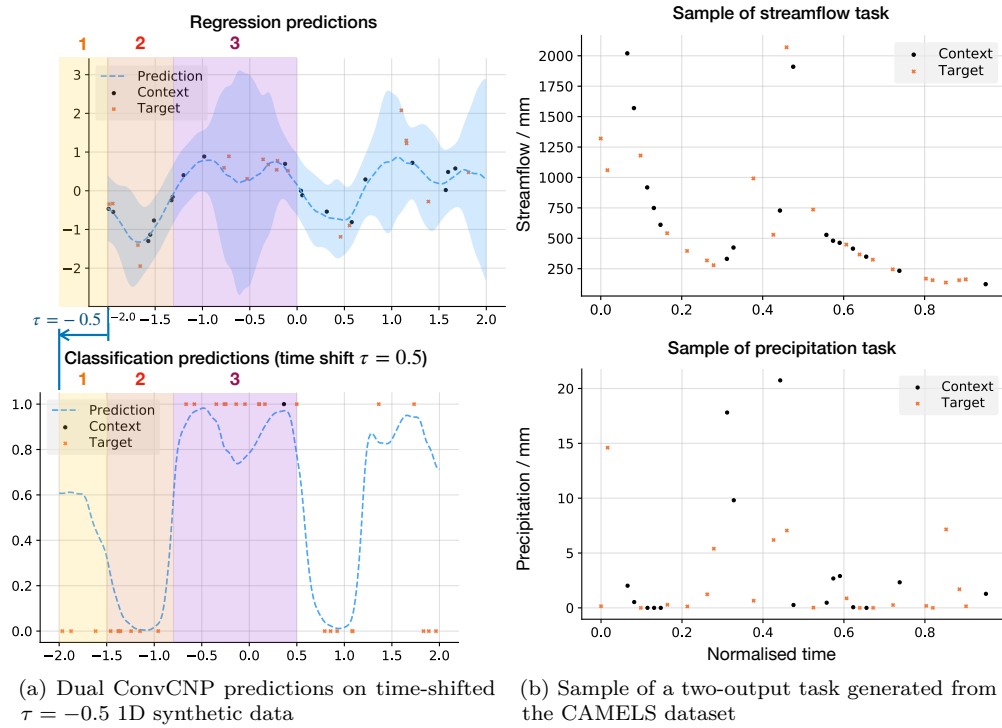 Regression predictions
1 2 3
3
2
1
0
−1
−2
Prediction
Context
Target
−2.0 −1.5 −1.0 −0.5 0.0 0.5 1.0 1.5 2.0
τ = − 0.5
Classification predictions (time shift τ = 0.5)
1 2 3
1.0
0.8
0.6
0.4
0.2
0.0
Prediction
Context
Target
−2.0 −1.5 −1.0 −0.5 0.0 0.5 1.0 1.5 2.0
(a) Dual ConvCNP predictions on time-shifted
τ = −0.5 1D synthetic data
Sample of streamflow task
Streamflow / mm
2000
1750
1500
1250
1000
750
500
250
Context
Target
0.0 0.2 0.4 0.6 0.8
Sample of precipitation task
Precipitation / mm
20
15
10
5
0
Context
Target
0.0 0.2 0.4 0.6 0.8
Normalised time
(b) Sample of a two-output task generated from
the CAMELS dataset